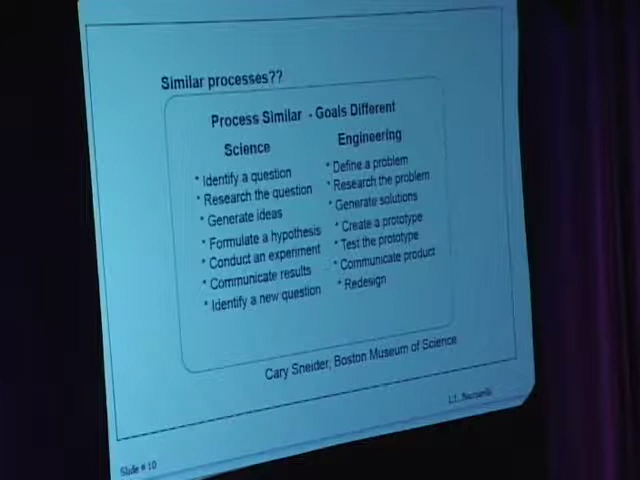 Similar processes??
Process Similar - Goals Different
Science
* Identify a question
* Research the question
* Generate ideas
* Formulate a hypothesis
* Conduct an experiment
* Communicate results
* Identify a new question
Engineering
* Define a problem
* Research the problem
* Generate solutions
* Create a prototype
* Test the prototype
* Communicate product
* Redesign
Cary Sneider, Boston Museum of Science
Slide # 10